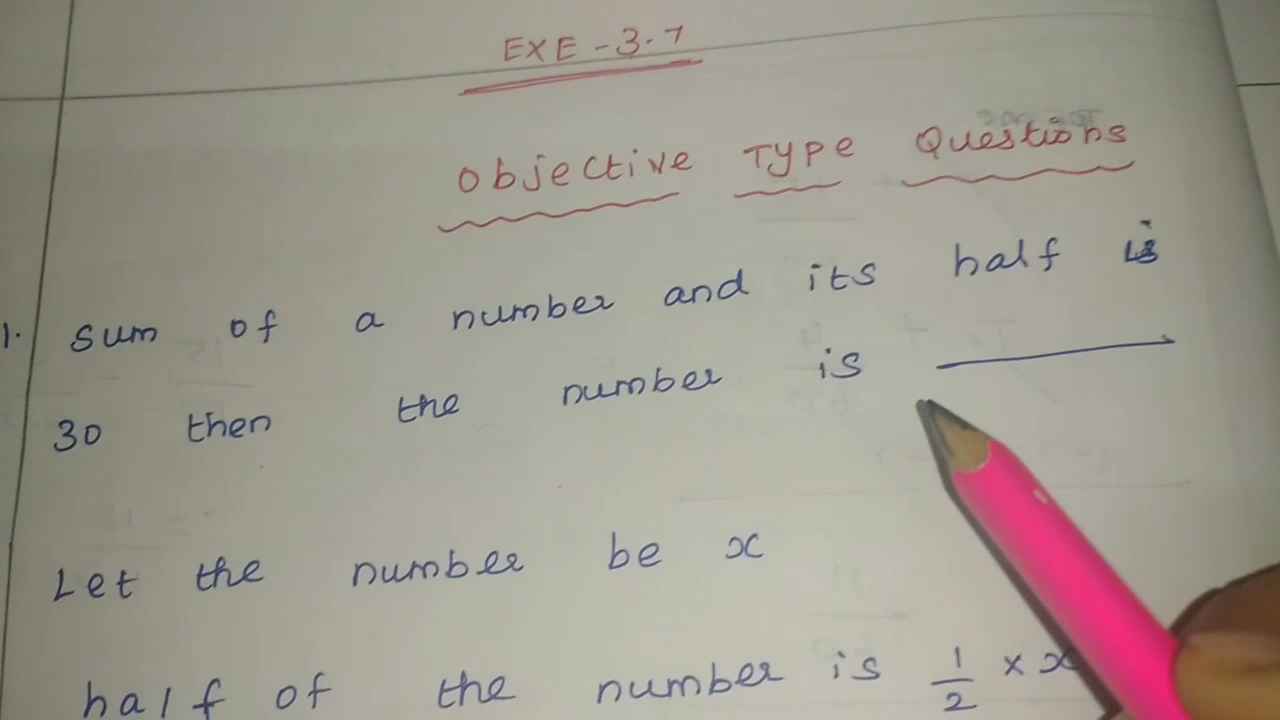 EXE - 3.7
Objective Type Questions
1. Sum of a number and its half is
30 then the number is ________
Let the number be x
half of the number is 1/2 × x